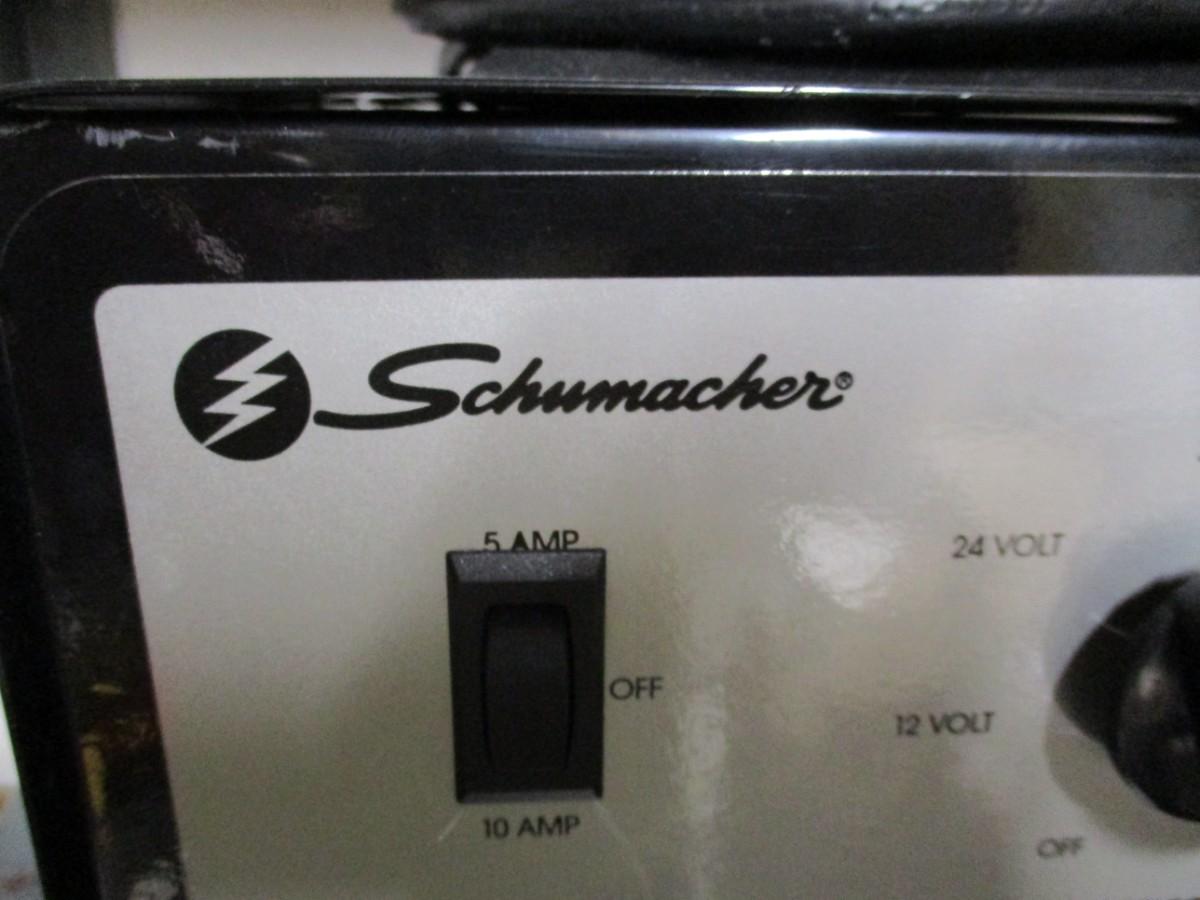 Schumacher®
5 AMP
24 VOLT
OFF
12 VOLT
10 AMP
OFF